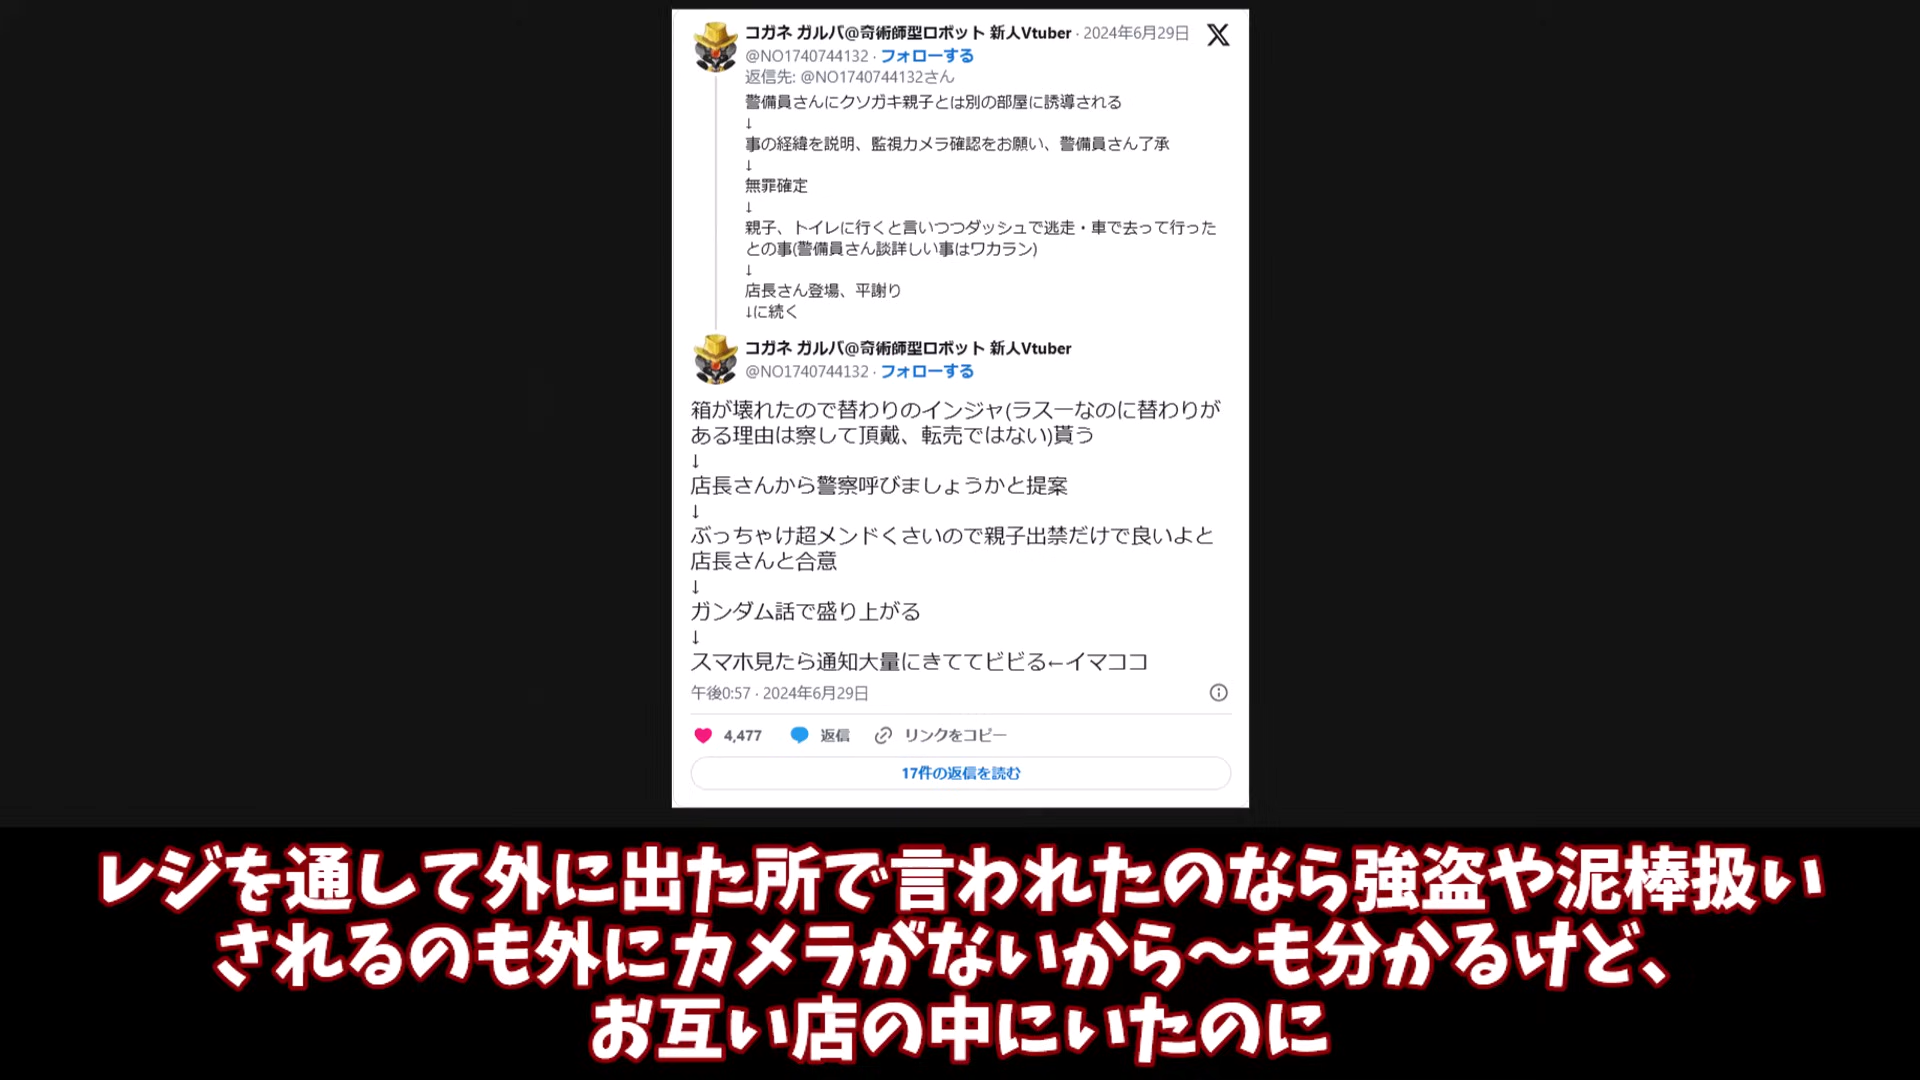 コガネ ガルバ@奇術師型ロボット 新人Vtuber · 2024年6月29日
@NO1740744132 · フォローする
返信先: @NO1740744132さん
警備員さんにクソガキ親子とは別の部屋に誘導される
↓
事の経緯を説明、監視カメラ確認をお願い、警備員さん了承
↓
無罪確定
↓
親子、トイレに行くと言いつつダッシュで逃走・車で去って行った
との事(警備員さん談詳しい事はワカラン)
↓
店長さん登場、平謝り
↓に続く
コガネ ガルバ@奇術師型ロボット 新人Vtuber
@NO1740744132 · フォローする
箱が壊れたので替わりのインジャ(ラス一なのに替わりが
ある理由は察して頂戴、転売ではない)貰う
↓
店長さんから警察呼びましょうかと提案
↓
ぶっちゃけ超メンドくさいので親子出禁だけで良いよと
店長さんと合意
↓
ガンダム話で盛り上がる
↓
スマホ見たら通知大量にきててビビる←イマココ
午後0:57 · 2024年6月29日
4,477 返信 リンクをコピー
17件の返信を読む
レジを通して外に出た所で言われたのなら強盗や泥棒扱い
されるのも外にカメラがないから～も分かるけど、
お互い店の中にいたのに